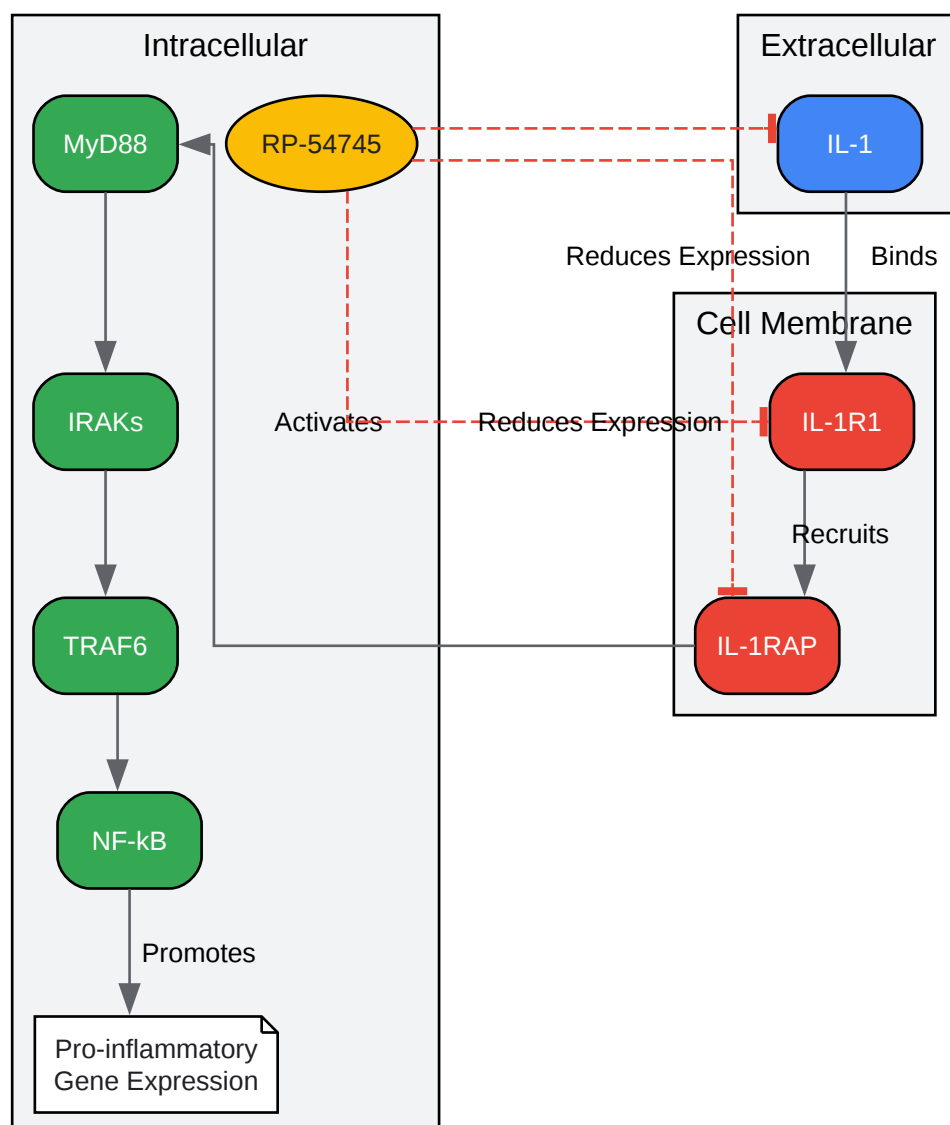 Intracellular
Extracellular
MyD88
RP-54745
IL-1
Reduces Expression
Binds
Cell Membrane
IRAKs
Activates
Reduces Expression
IL-1R1
Recruits
TRAF6
IL-1RAP
NF-kB
Promotes
Pro-inflammatory
Gene Expression